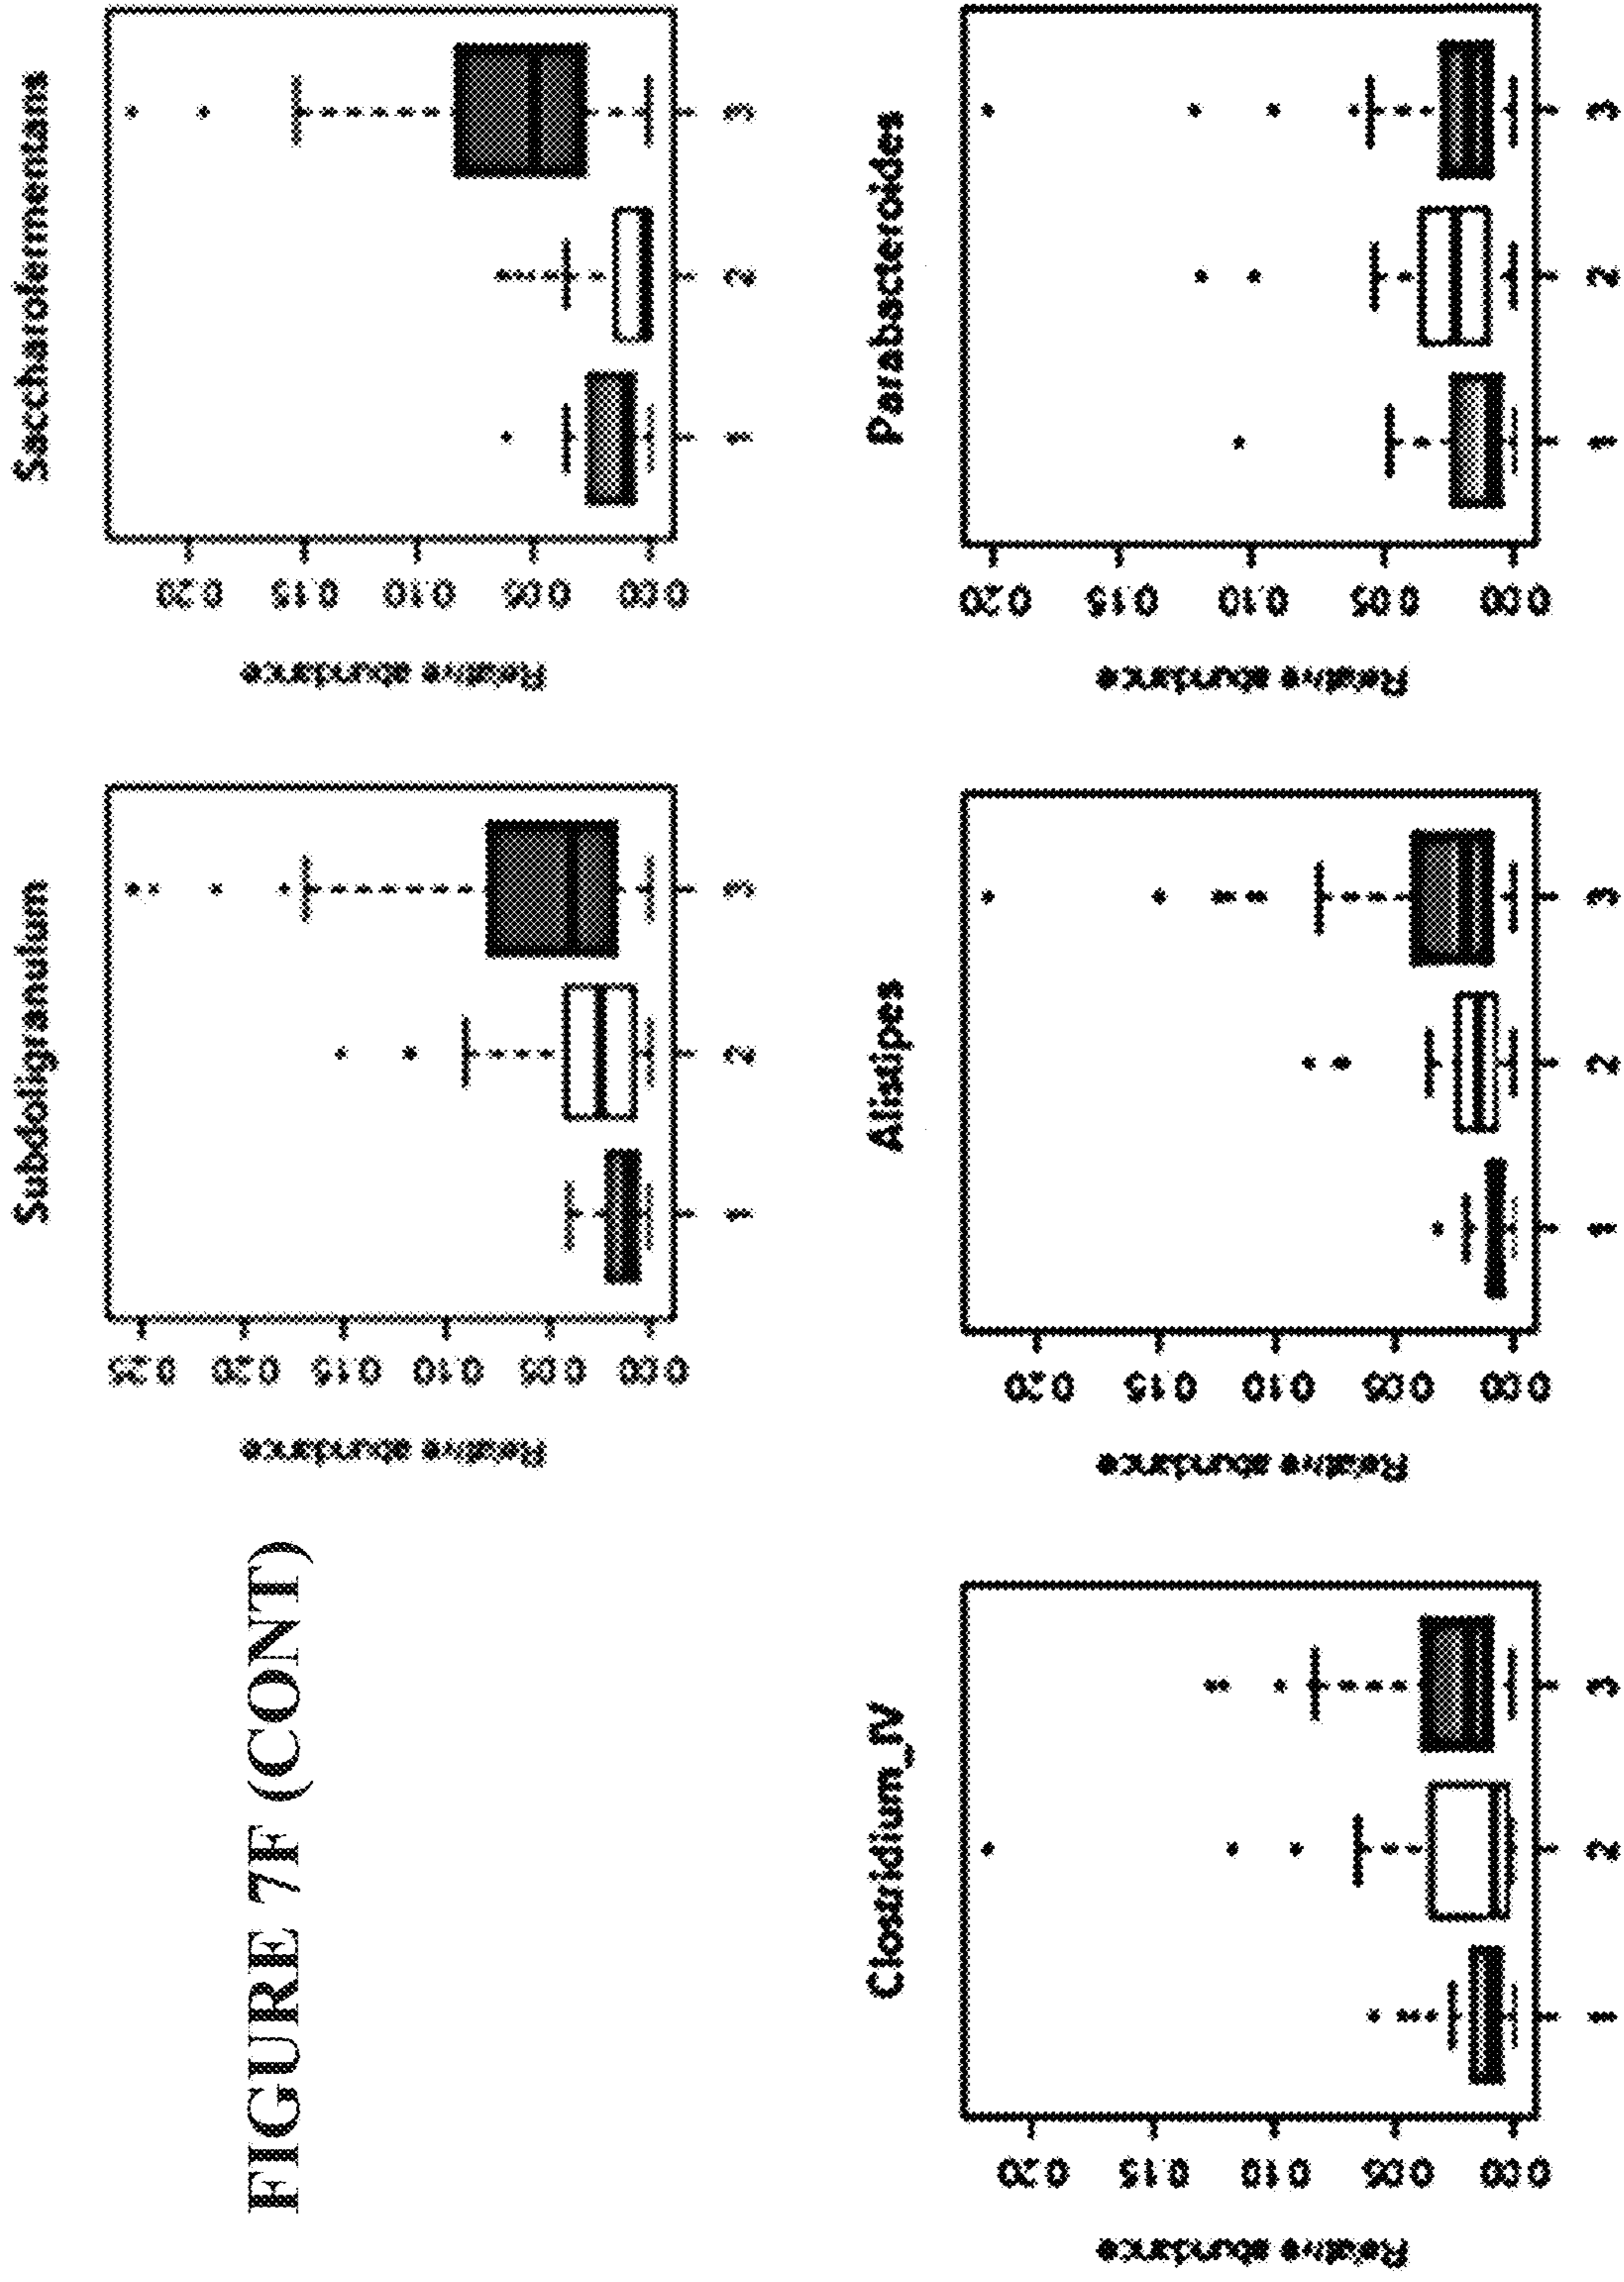 FIGURE 7F (CONT)
Subdoligranulum
Relative abundance
0.25
0.20
0.15
0.10
0.05
0.00
1 2 3
Saccharofermentans
Relative abundance
0.20
0.15
0.10
0.05
0.00
1 2 3
Clostridium_IV
Relative abundance
0.20
0.15
0.10
0.05
0.00
1 2 3
Alistipes
Relative abundance
0.20
0.15
0.10
0.05
0.00
1 2 3
Parabacteroides
Relative abundance
0.20
0.15
0.10
0.05
0.00
1 2 3